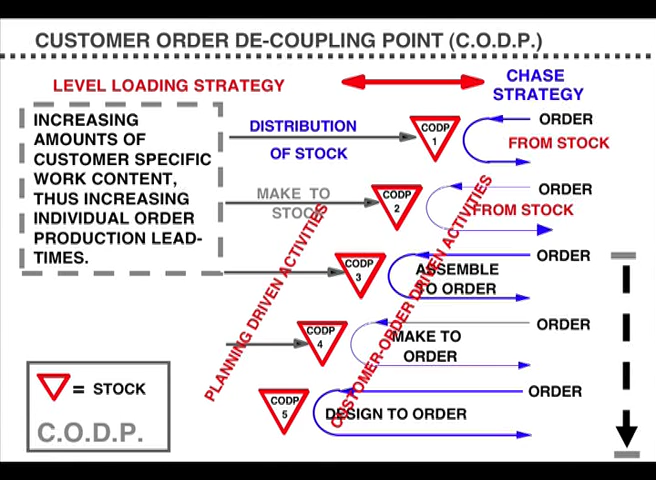 CUSTOMER ORDER DE-COUPLING POINT (C.O.D.P.)
LEVEL LOADING STRATEGY
CHASE
STRATEGY
INCREASING
AMOUNTS OF
CUSTOMER SPECIFIC
WORK CONTENT,
THUS INCREASING
INDIVIDUAL ORDER
PRODUCTION LEAD-
TIMES.
DISTRIBUTION
OF STOCK
CODP
1
ORDER
FROM STOCK
MAKE TO
STOCK
CODP
2
ORDER
FROM STOCK
CODP
3
ORDER
ASSEMBLE
TO ORDER
CODP
4
ORDER
MAKE TO
ORDER
CODP
5
ORDER
DESIGN TO ORDER
PLANNING DRIVEN ACTIVITIES
CUSTOMER-ORDER DRIVEN ACTIVITIES
= STOCK
C.O.D.P.